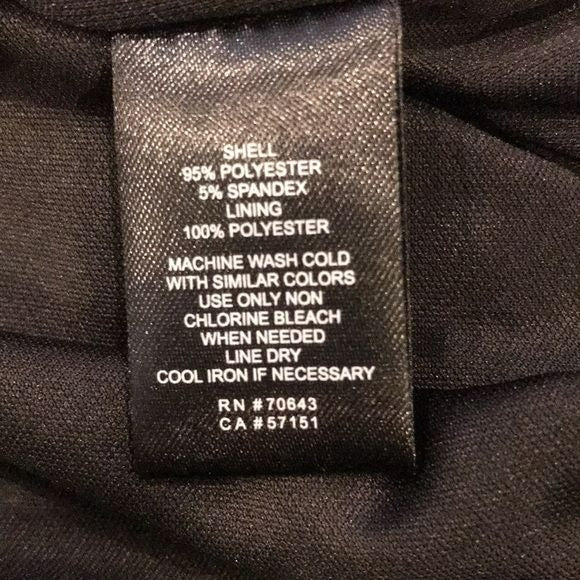 SHELL
95% POLYESTER
5% SPANDEX
LINING
100% POLYESTER
MACHINE WASH COLD
WITH SIMILAR COLORS
USE ONLY NON
CHLORINE BLEACH
WHEN NEEDED
LINE DRY
COOL IRON IF NECESSARY
RN #70643
CA #57151